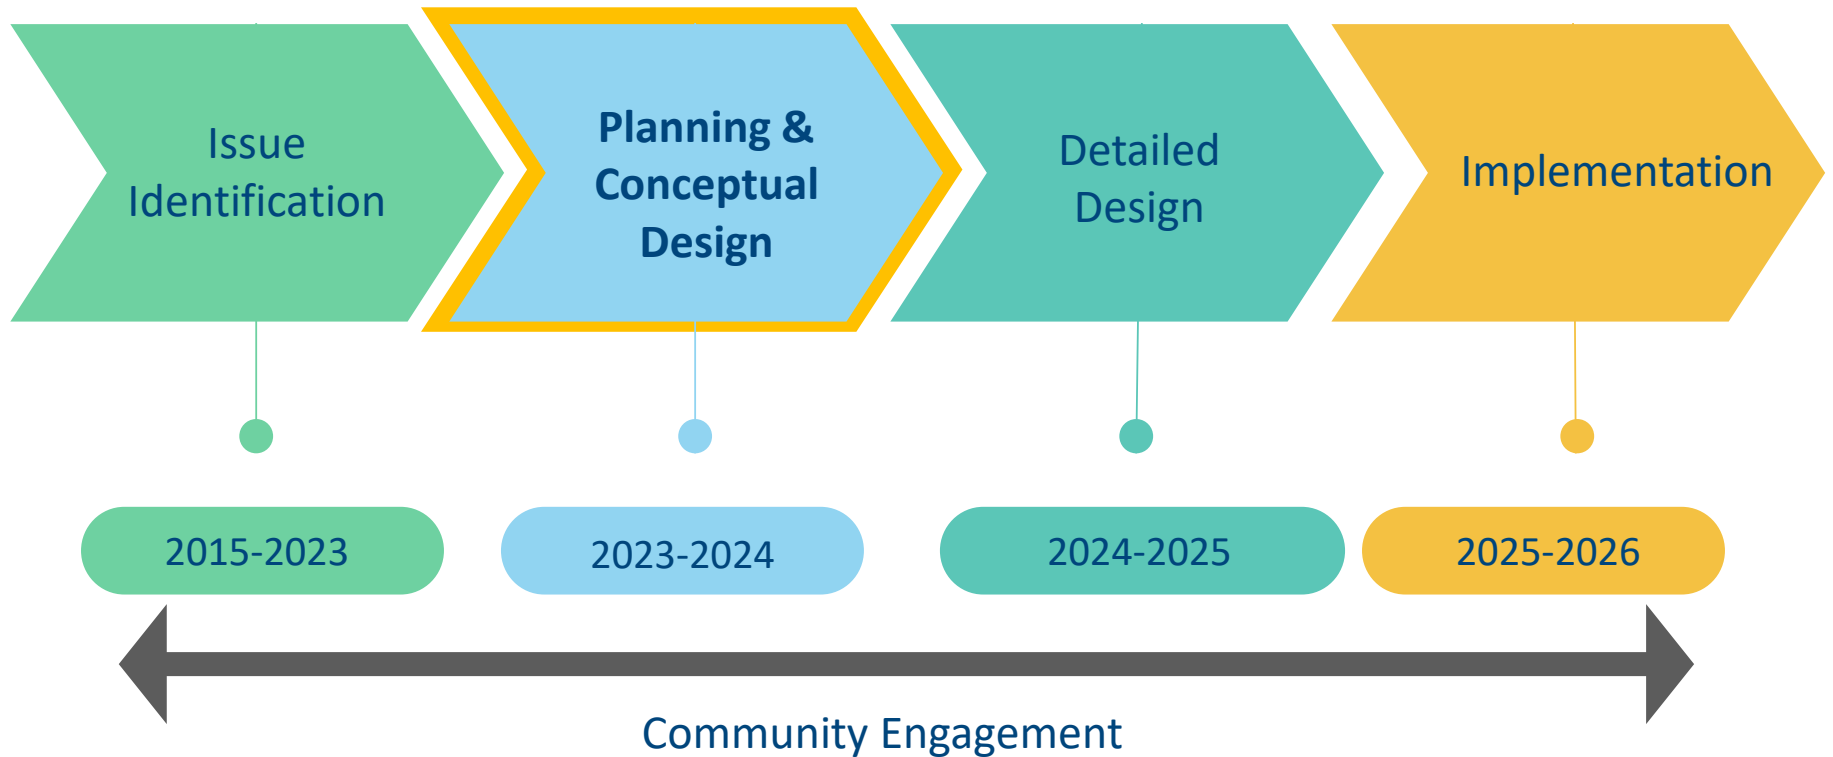 Issue
Identification
Planning &
Conceptual
Design
Detailed
Design
Implementation
2015-2023
2023-2024
2024-2025
2025-2026
Community Engagement